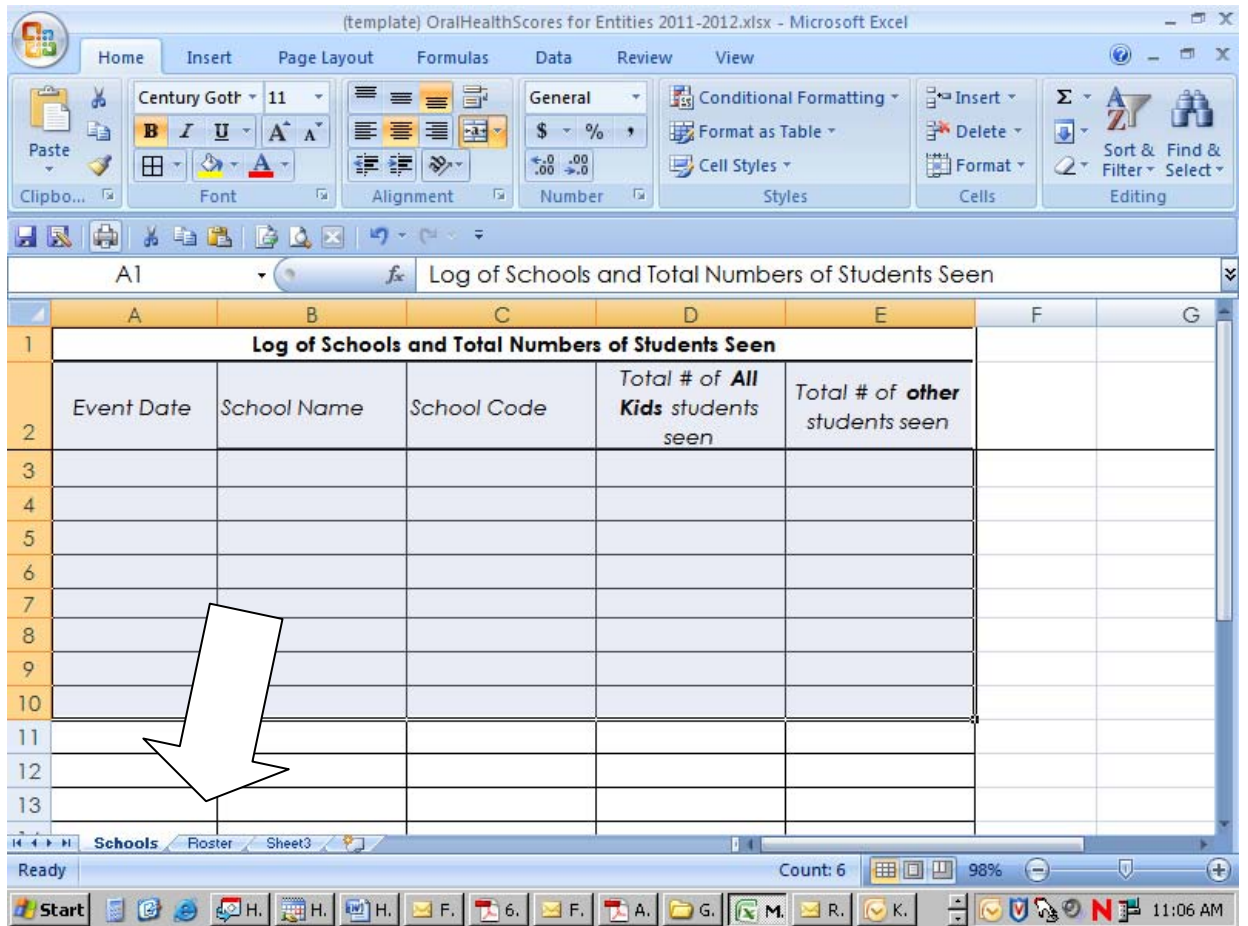 (template) OralHealthScores for Entities 2011-2012.xlsx - Microsoft Excel
Home Insert Page Layout Formulas Data Review View
Century Goth 11 General Conditional Formatting Insert Σ
Paste B I U A A $ % , Format as Table Delete Sort & Find &
A Cell Styles Format Filter Select
Clipbo... Font Alignment Number Styles Cells Editing
A1 fx Log of Schools and Total Numbers of Students Seen
A B C D E F G
1 Log of Schools and Total Numbers of Students Seen
2 Event Date School Name School Code Total # of All Kids students seen Total # of other students seen
3
4
5
6
7
8
9
10
11
12
13
Schools Roster Sheet3
Ready Count: 6 98%
Start H. H. H. F. 6. F. A. G. M. R. K. N 11:06 AM